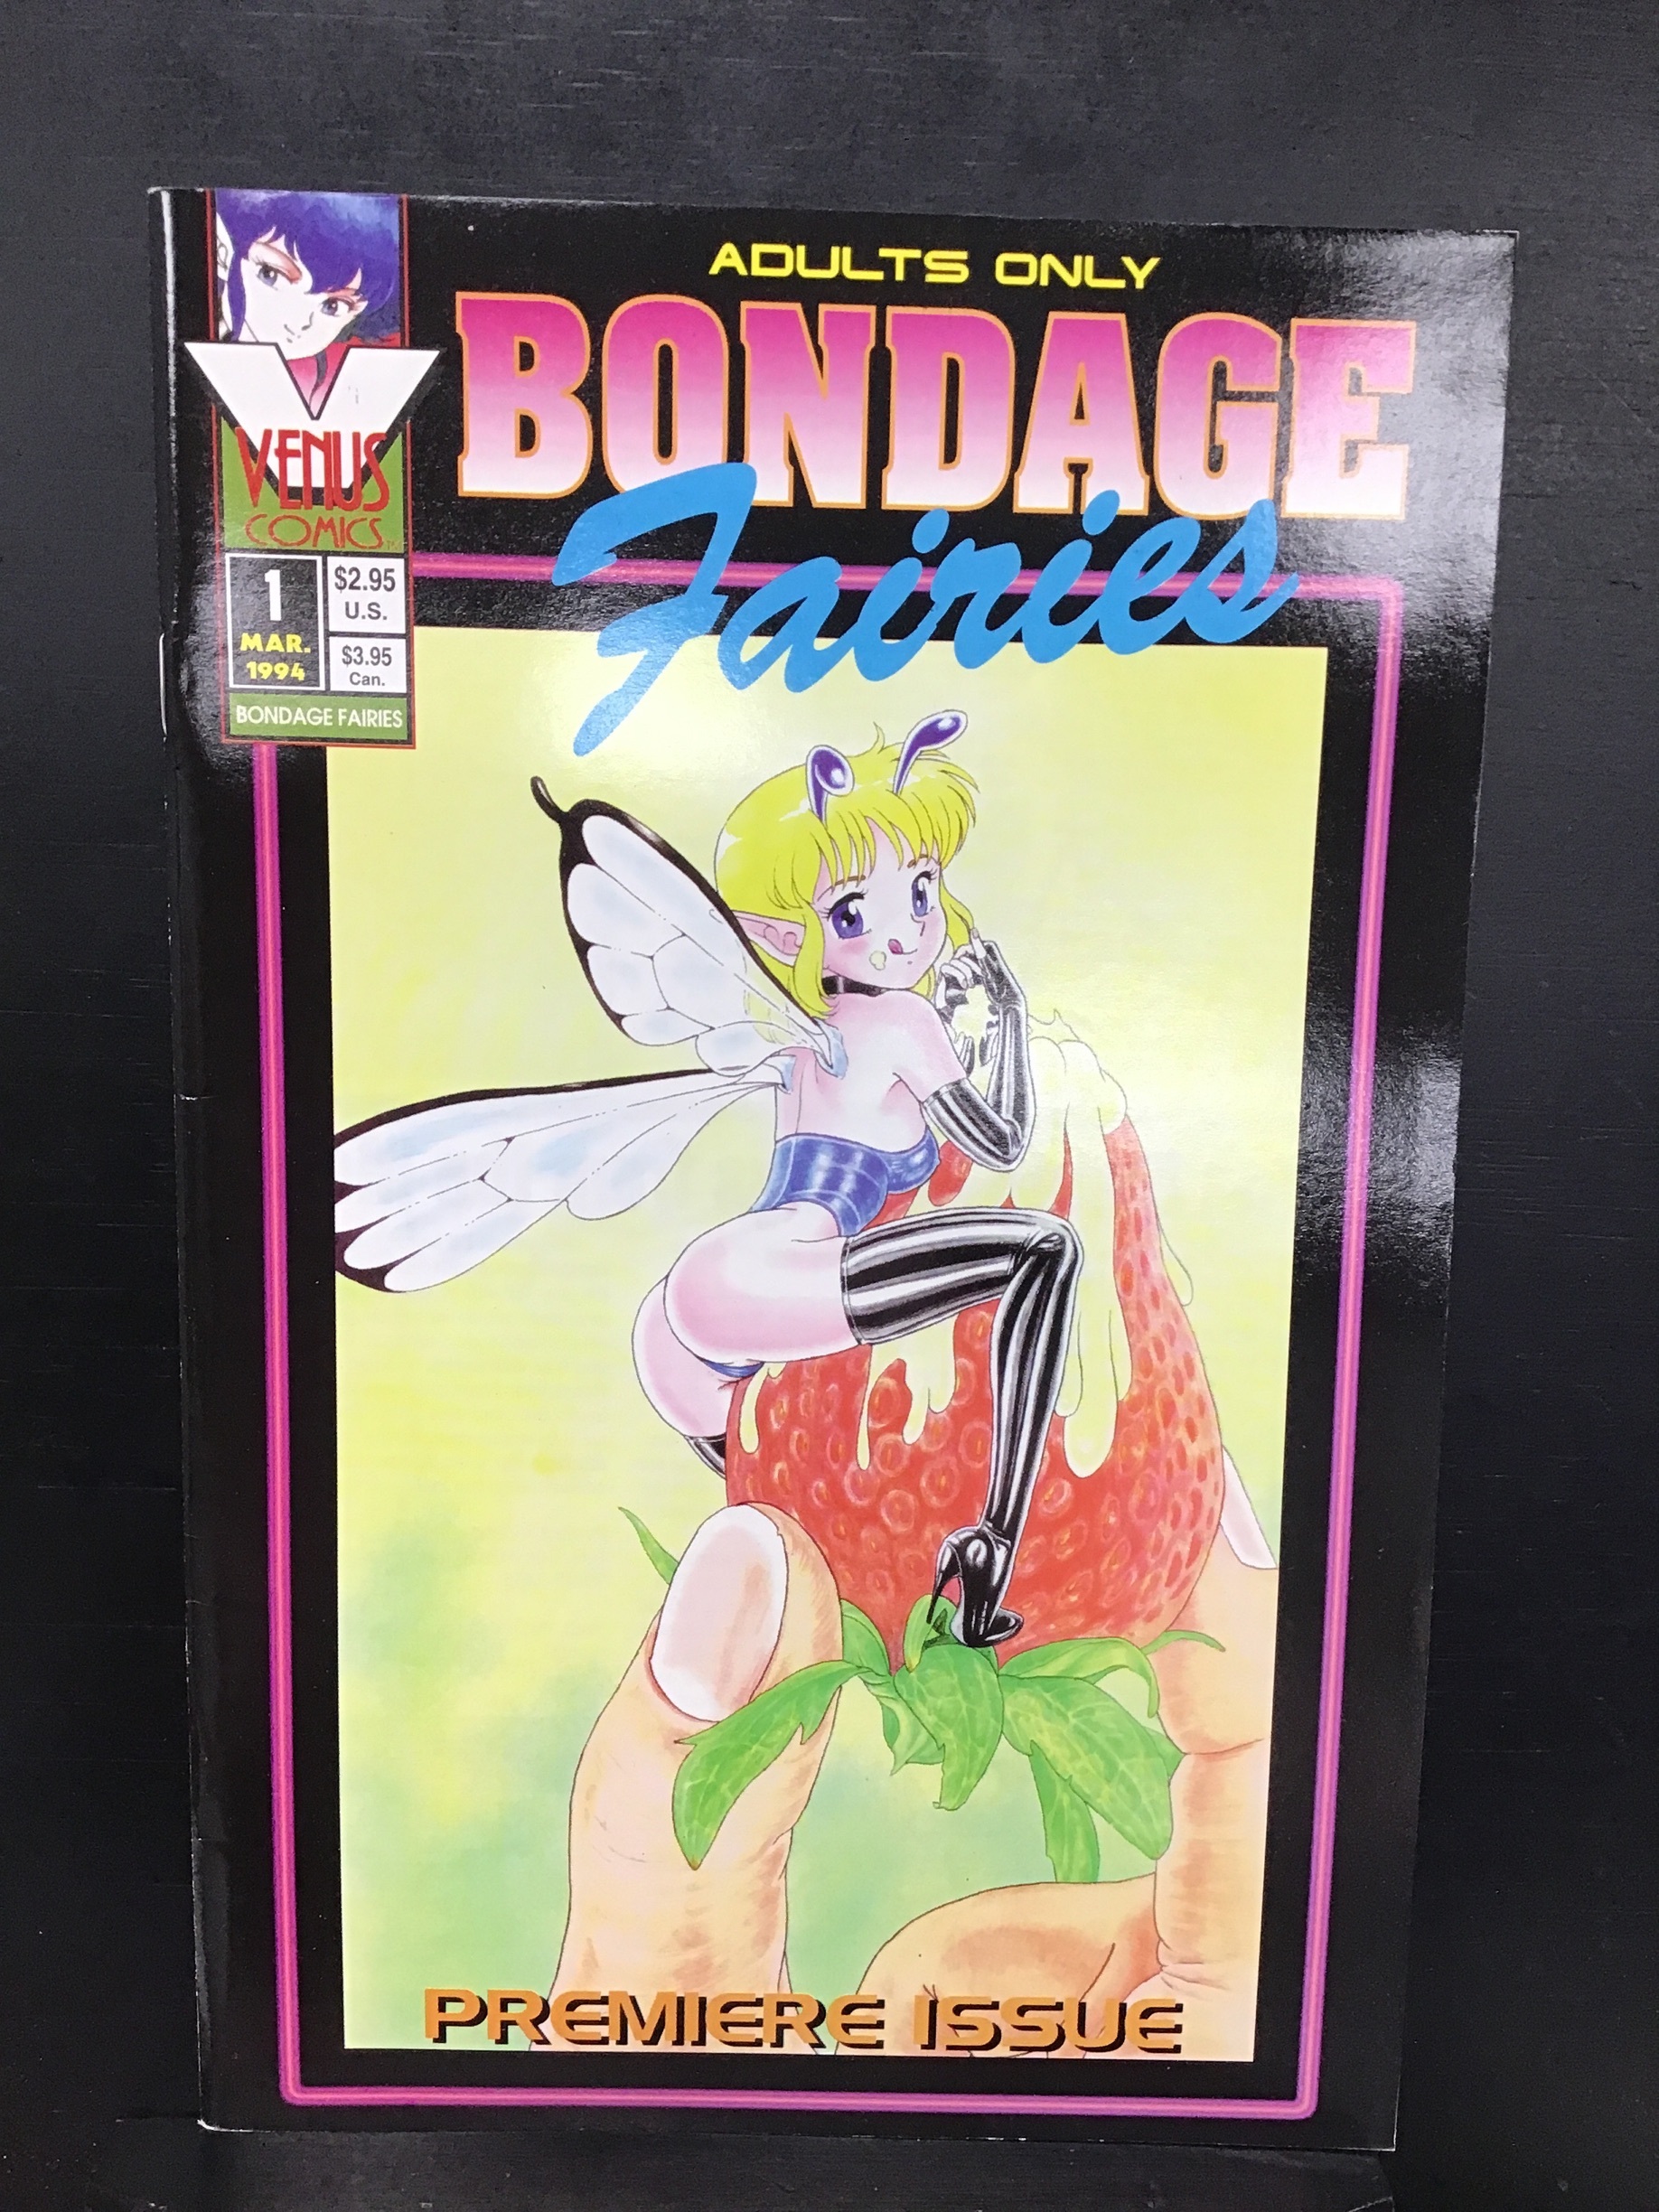 ADULTS ONLY
BONDAGE
Fairies
V
VENUS
COMICS
1
MAR.
1994
$2.95
U.S.
$3.95
Can.
BONDAGE FAIRIES
PREMIERE ISSUE